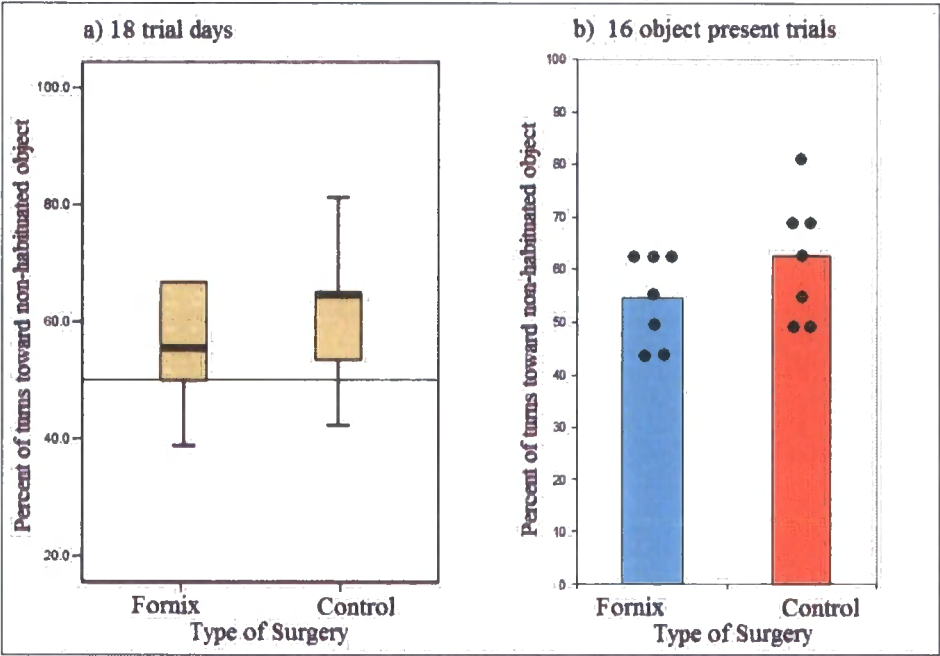 a) 18 trial days
Percent of turns toward non-habituated object
100.0
80.0
60.0
40.0
20.0
Fornix
Control
Type of Surgery
b) 16 object present trials
Percent of turns toward non-habituated object
100
90
80
70
60
50
40
30
20
10
0
Fornix
Control
Type of Surgery